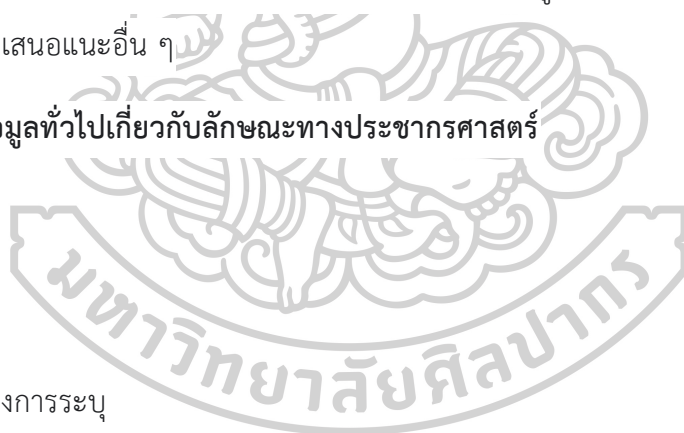 เสนอแนะอื่น ๆ
มูลทั่วไปเกี่ยวกับลักษณะทางประชากรศาสตร์
มหาวิทยาลัยศิลปากร
งการระบุ